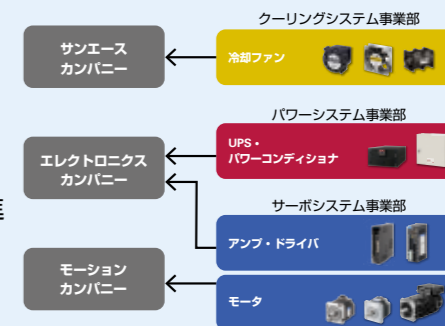 クーリングシステム事業部
サンエース
カンパニー
冷却ファン
パワーシステム事業部
UPS・
パワーコンディショナ
エレクトロニクス
カンパニー
サーボシステム事業部
アンプ・ドライバ
モーション
カンパニー
モータ